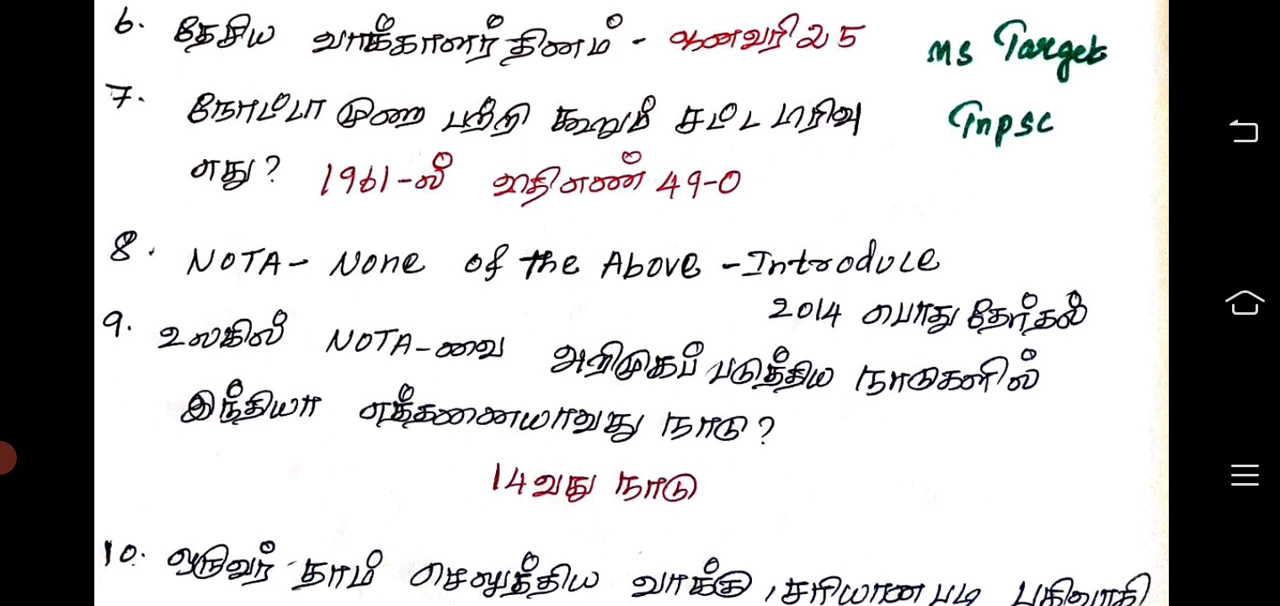 6. தேசிய வாக்காளர் தினம் - ஜனவரி 25
Ms Target
7. நோட்டா முறை பற்றி கூறும் சட்ட பிரிவு
Tnpsc
எது? 1961-ல் விதிஎண் 49-O
8. NOTA - None of the Above - Introduce
2014 பொது தேர்தல்
9. உலகில் NOTA-வை அறிமுகப் படுத்திய நாடுகளில்
இந்தியா எத்தனையாவது நாடு?
14வது நாடு
10. ஒருவர் தாம் செலுத்திய வாக்கு, சரியானபடி பதிவாகி